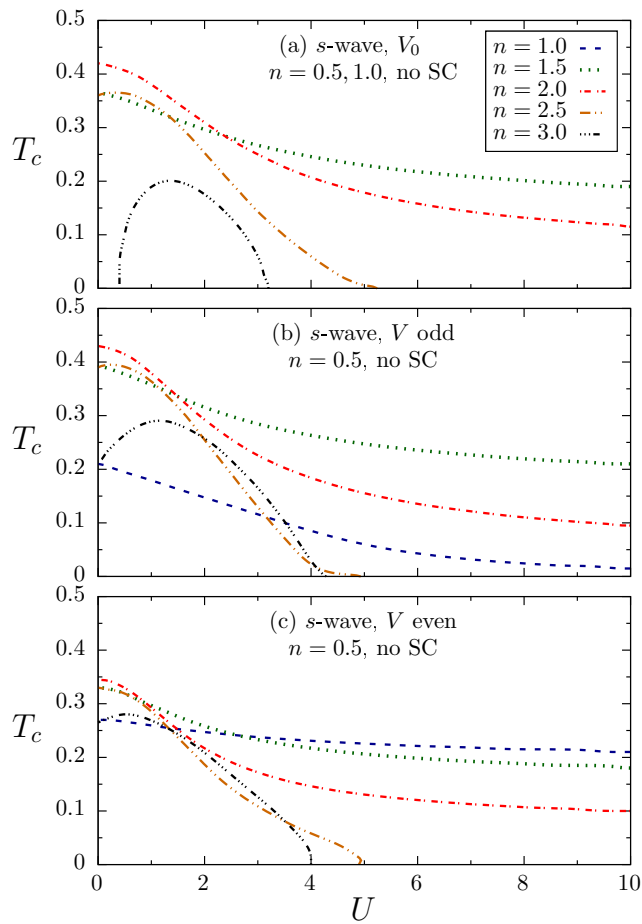 (a) s-wave, V₀
n = 0.5, 1.0, no SC
n = 1.0
n = 1.5
n = 2.0
n = 2.5
n = 3.0
0.5
0.4
0.3
0.2
0.1
0
T_c
(b) s-wave, V odd
n = 0.5, no SC
0.5
0.4
0.3
0.2
0.1
0
T_c
(c) s-wave, V even
n = 0.5, no SC
0.5
0.4
0.3
0.2
0.1
0
T_c
0 2 4 6 8 10
U